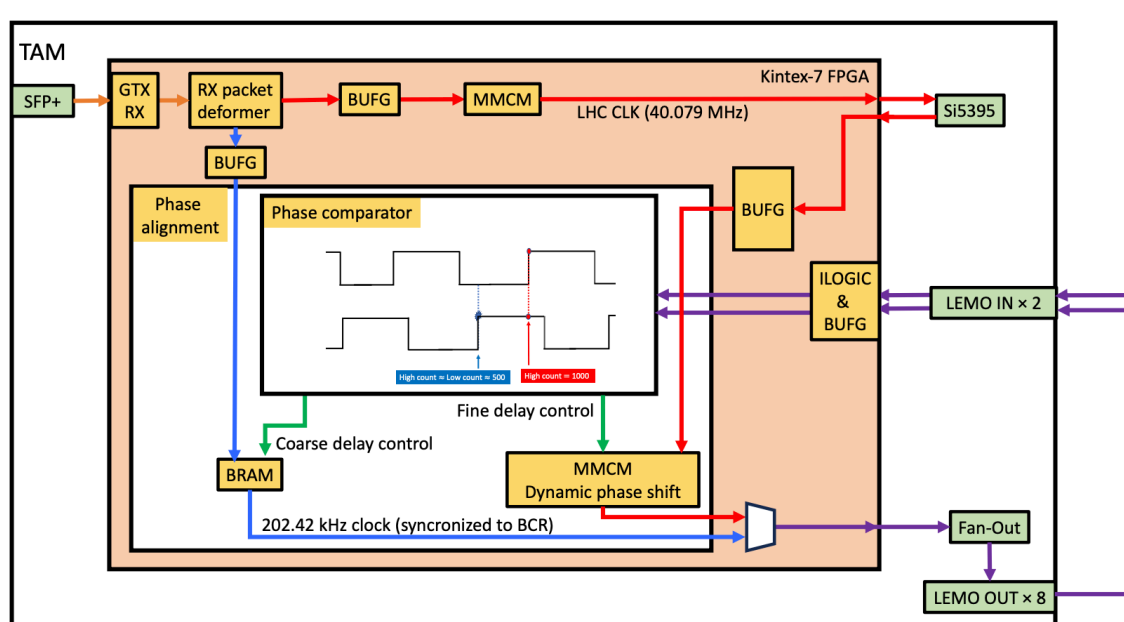 TAM
SFP+
GTX
RX
RX packet
deformer
BUFG
MMCM
Kintex-7 FPGA
LHC CLK (40.079 MHz)
Si5395
BUFG
Phase
alignment
Phase comparator
BUFG
ILOGIC
&
BUFG
LEMO IN × 2
High count ≈ Low count ≈ 500
High count = 1000
Fine delay control
Coarse delay control
BRAM
MMCM
Dynamic phase shift
202.42 kHz clock (syncronized to BCR)
Fan-Out
LEMO OUT × 8